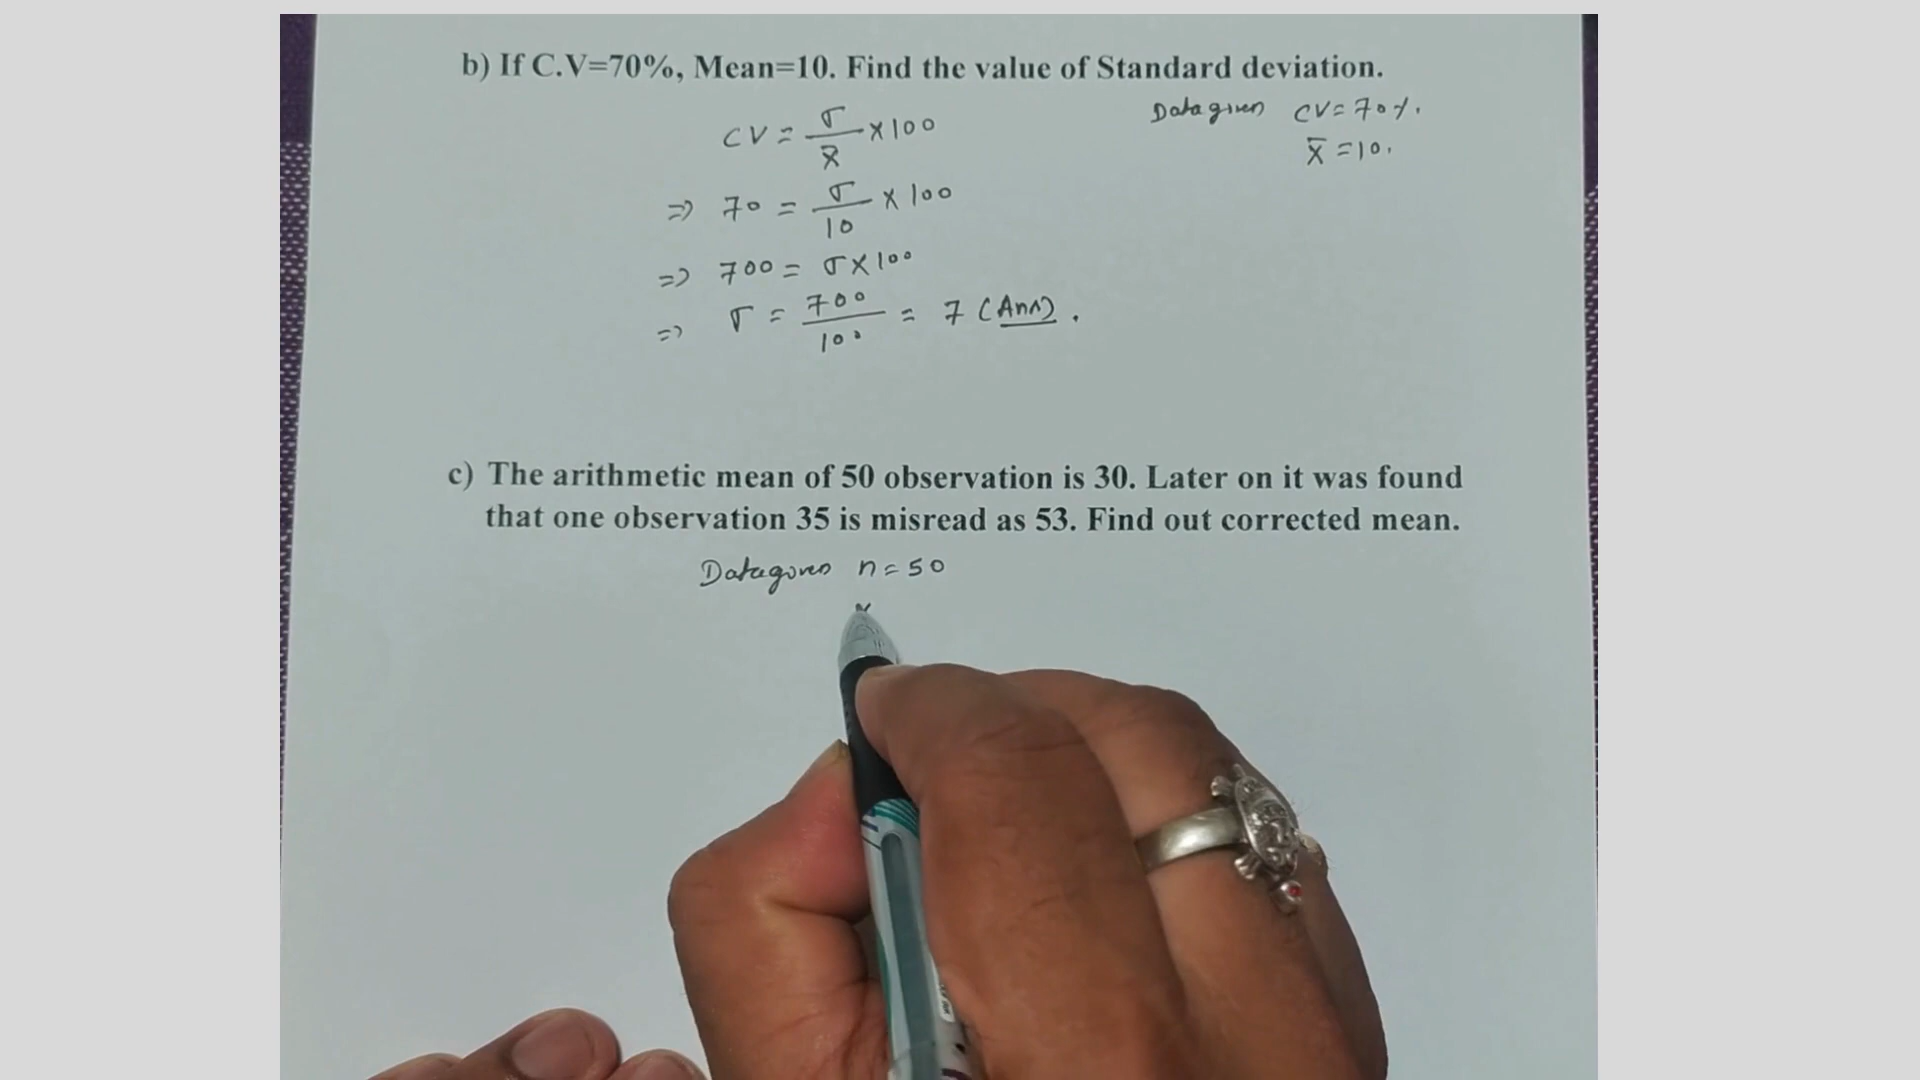 b) If C.V=70%, Mean=10. Find the value of Standard deviation.
Data given CV=70%.
x̄ =10.
CV = σ/x̄ ×100
=> 70 = σ/10 × 100
=> 700 = σ×100
=> σ = 700/100 = 7 (Ans).
c) The arithmetic mean of 50 observation is 30. Later on it was found
that one observation 35 is misread as 53. Find out corrected mean.
Data given n=50